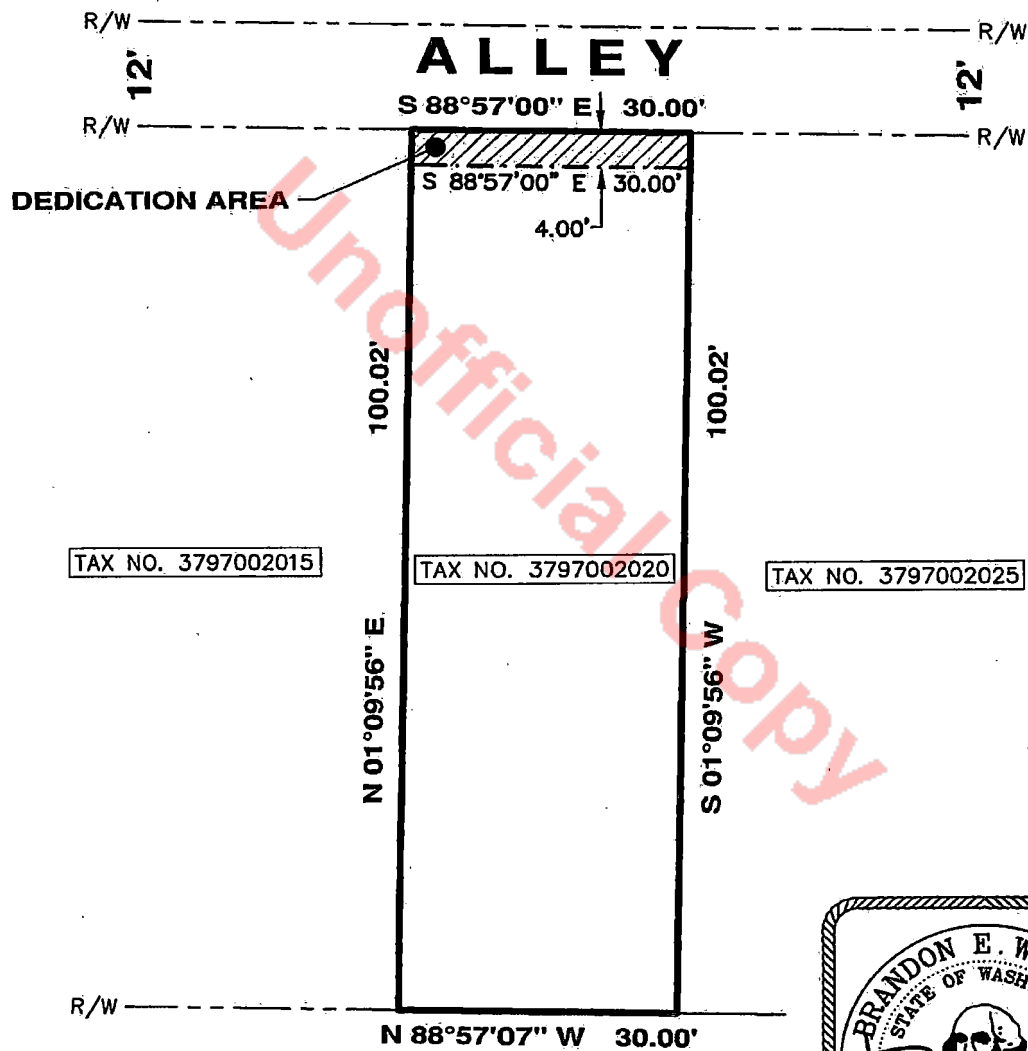 R/W R/W
ALLEY
12' 12'
S 88°57'00" E 30.00'
R/W R/W
S 88°57'00" E 30.00'
DEDICATION AREA
4.00'
100.02' 100.02'
Unofficial Copy
TAX NO. 3797002015 TAX NO. 3797002020 TAX NO. 3797002025
N 01°09'56" E
S 01°09'56" W
BRANDON E. W
STATE OF WASH
R/W
N 88°57'07" W 30.00'